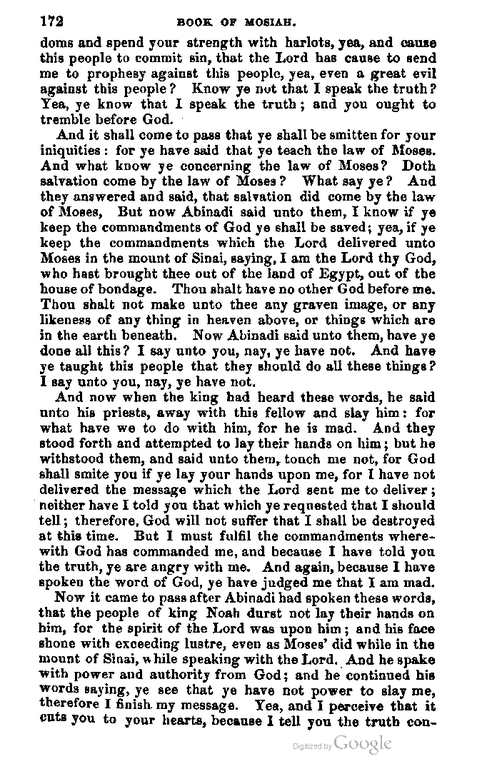 172 BOOK OF MOSIAH.
doms and spend your strength with harlots, yea, and cause
this people to commit sin, that the Lord has cause to send
me to prophesy against this people, yea, even a great evil
against this people? Know ye not that I speak the truth?
Yea, ye know that I speak the truth; and you ought to
tremble before God.
And it shall come to pass that ye shall be smitten for your
iniquities: for ye have said that ye teach the law of Moses.
And what know ye concerning the law of Moses? Doth
salvation come by the law of Moses? What say ye? And
they answered and said, that salvation did come by the law
of Moses, But now Abinadi said unto them, I know if ye
keep the commandments of God ye shall be saved; yea, if ye
keep the commandments which the Lord delivered unto
Moses in the mount of Sinai, saying, I am the Lord thy God,
who hast brought thee out of the land of Egypt, out of the
house of bondage. Thou shalt have no other God before me.
Thou shalt not make unto thee any graven image, or any
likeness of any thing in heaven above, or things which are
in the earth beneath. Now Abinadi said unto them, have ye
done all this? I say unto you, nay, ye have not. And have
ye taught this people that they should do all these things?
I say unto you, nay, ye have not.
And now when the king had heard these words, he said
unto his priests, away with this fellow and slay him: for
what have we to do with him, for he is mad. And they
stood forth and attempted to lay their hands on him; but he
withstood them, and said unto them, touch me not, for God
shall smite you if ye lay your hands upon me, for I have not
delivered the message which the Lord sent me to deliver;
neither have I told you that which ye requested that I should
tell; therefore, God will not suffer that I shall be destroyed
at this time. But I must fulfil the commandments where-
with God has commanded me, and because I have told you
the truth, ye are angry with me. And again, because I have
spoken the word of God, ye have judged me that I am mad.
Now it came to pass after Abinadi had spoken these words,
that the people of king Noah durst not lay their hands on
him, for the spirit of the Lord was upon him; and his face
shone with exceeding lustre, even as Moses' did while in the
mount of Sinai, while speaking with the Lord. And he spake
with power and authority from God; and he continued his
words saying, ye see that ye have not power to slay me,
therefore I finish my message. Yea, and I perceive that it
cuts you to your hearts, because I tell you the truth con-
Digitized by Google